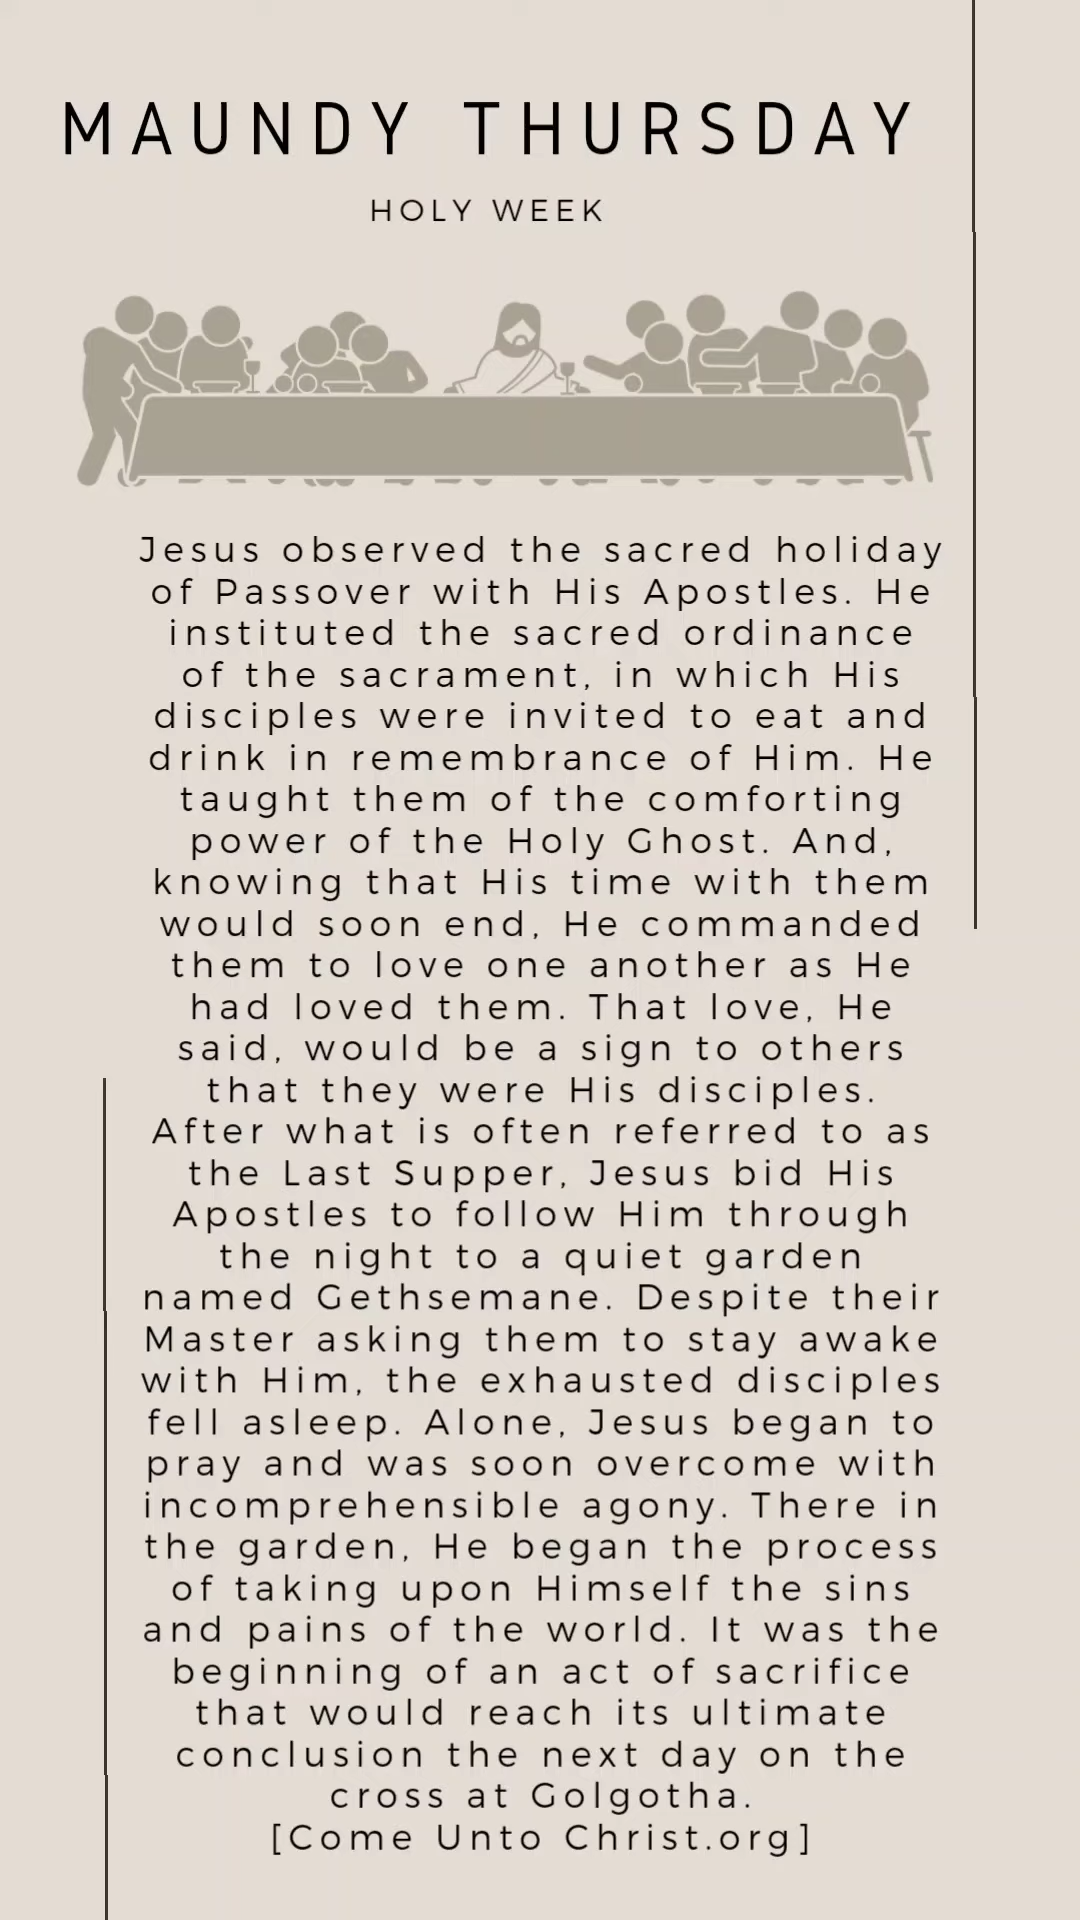 MAUNDY THURSDAY
HOLY WEEK
Jesus observed the sacred holiday
of Passover with His Apostles. He
instituted the sacred ordinance
of the sacrament, in which His
disciples were invited to eat and
drink in remembrance of Him. He
taught them of the comforting
power of the Holy Ghost. And,
knowing that His time with them
would soon end, He commanded
them to love one another as He
had loved them. That love, He
said, would be a sign to others
that they were His disciples.
After what is often referred to as
the Last Supper, Jesus bid His
Apostles to follow Him through
the night to a quiet garden
named Gethsemane. Despite their
Master asking them to stay awake
with Him, the exhausted disciples
fell asleep. Alone, Jesus began to
pray and was soon overcome with
incomprehensible agony. There in
the garden, He began the process
of taking upon Himself the sins
and pains of the world. It was the
beginning of an act of sacrifice
that would reach its ultimate
conclusion the next day on the
cross at Golgotha.
[Come Unto Christ.org]